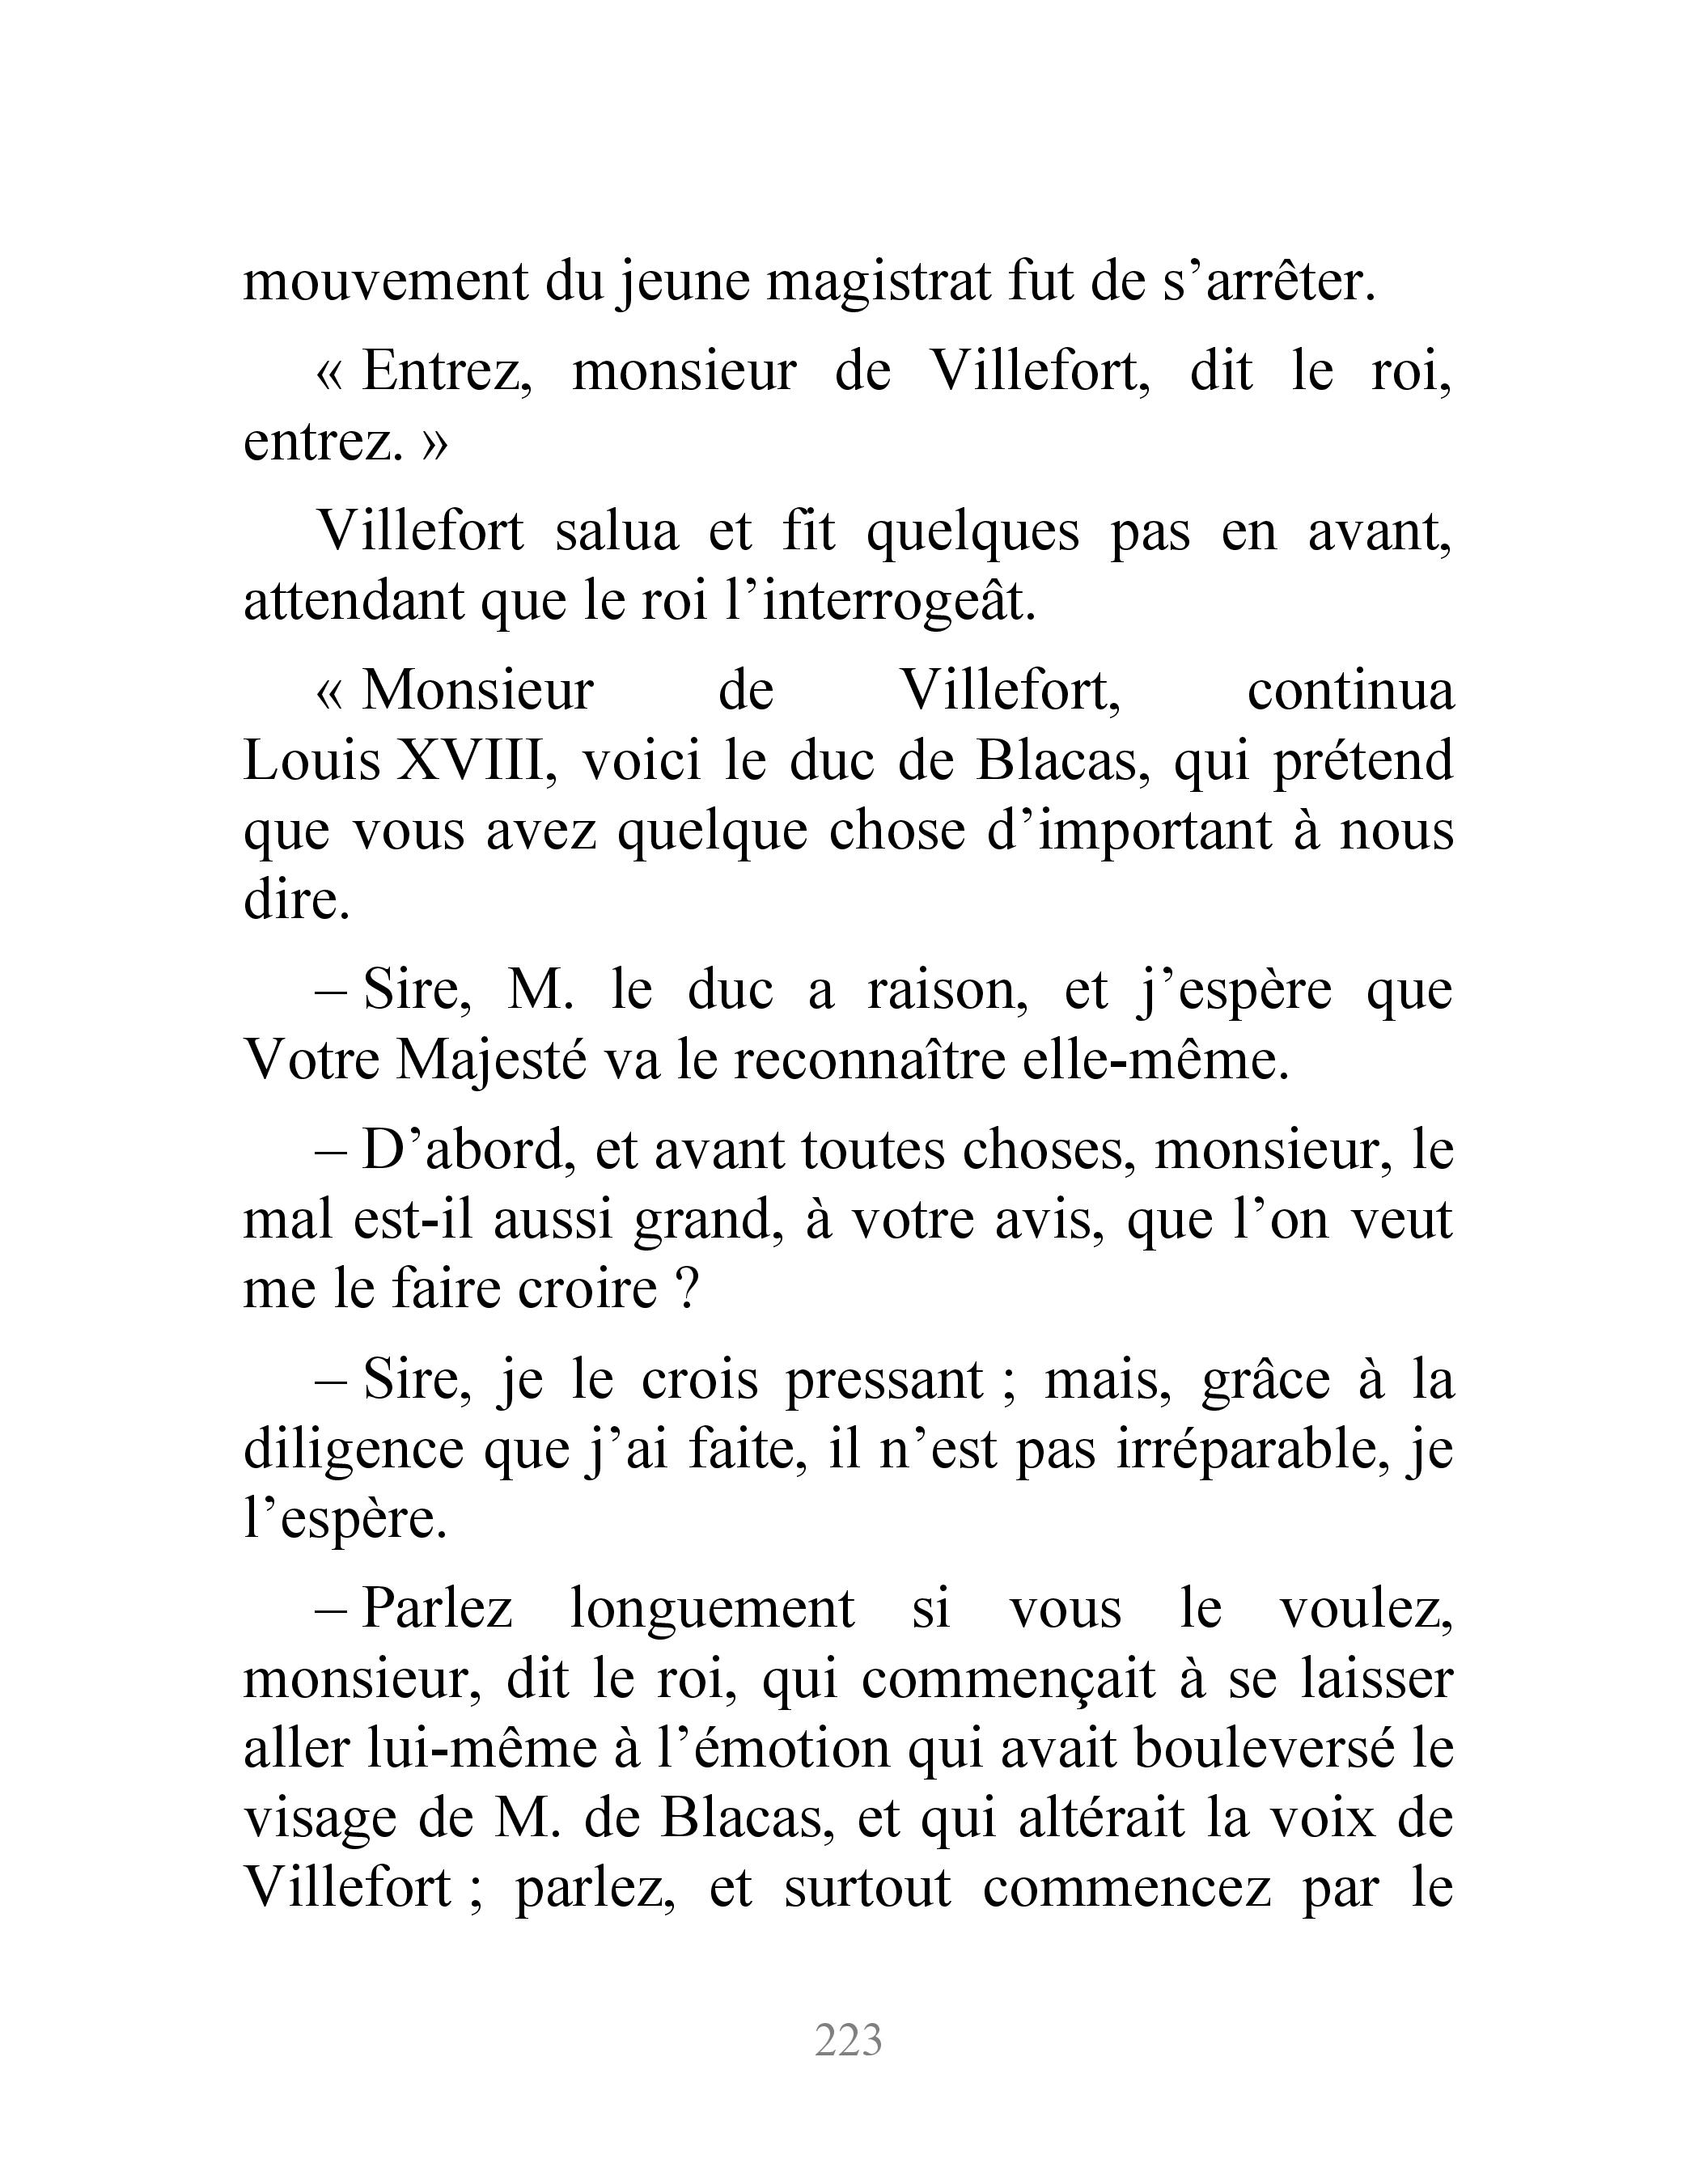 mouvement du jeune magistrat fut de s’arrêter.
« Entrez, monsieur de Villefort, dit le roi,
entrez. »
Villefort salua et fit quelques pas en avant,
attendant que le roi l’interrogeât.
« Monsieur de Villefort, continua
Louis XVIII, voici le duc de Blacas, qui prétend
que vous avez quelque chose d’important à nous
dire.
– Sire, M. le duc a raison, et j’espère que
Votre Majesté va le reconnaître elle-même.
– D’abord, et avant toutes choses, monsieur, le
mal est-il aussi grand, à votre avis, que l’on veut
me le faire croire ?
– Sire, je le crois pressant ; mais, grâce à la
diligence que j’ai faite, il n’est pas irréparable, je
l’espère.
– Parlez longuement si vous le voulez,
monsieur, dit le roi, qui commençait à se laisser
aller lui-même à l’émotion qui avait bouleversé le
visage de M. de Blacas, et qui altérait la voix de
Villefort ; parlez, et surtout commencez par le
223